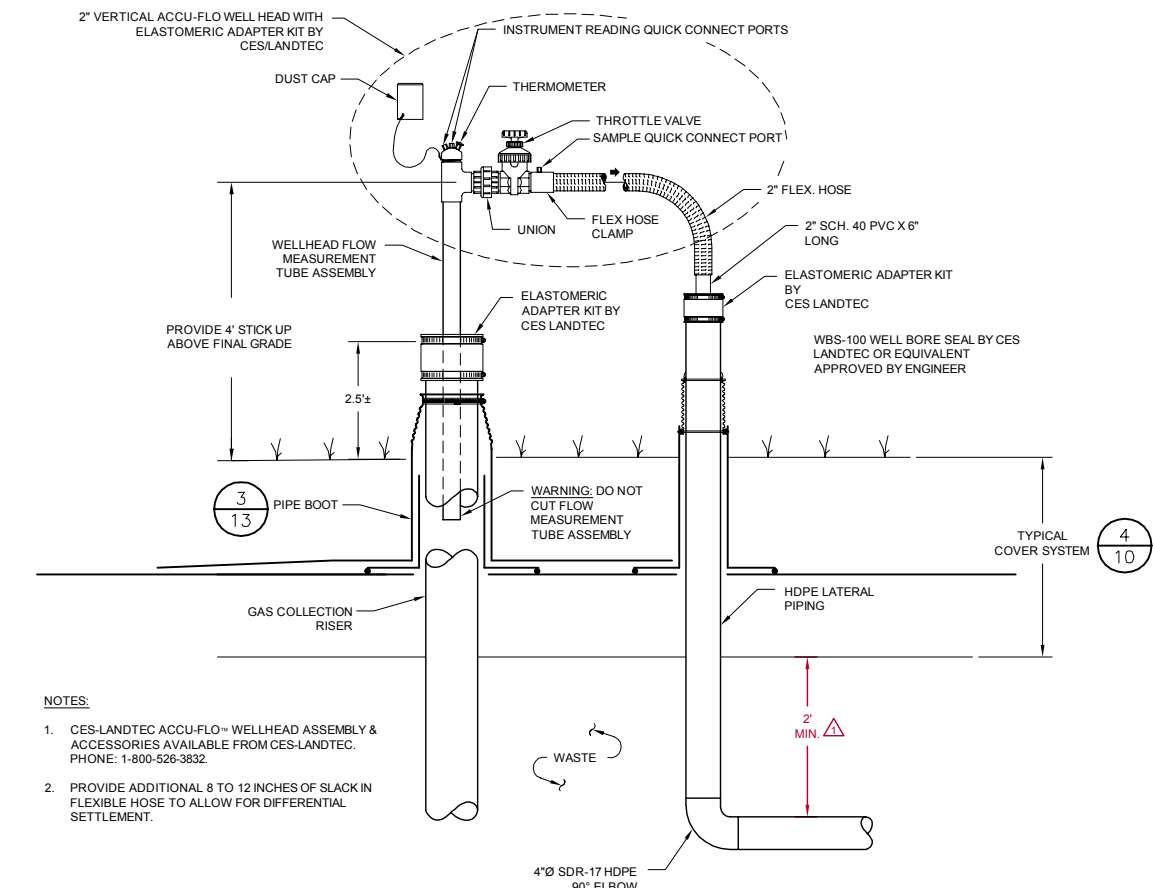 2" VERTICAL ACCU-FLO WELL HEAD WITH
ELASTOMERIC ADAPTER KIT BY
CES/LANDTEC
INSTRUMENT READING QUICK CONNECT PORTS
DUST CAP
THERMOMETER
THROTTLE VALVE
SAMPLE QUICK CONNECT PORT
2" FLEX. HOSE
FLEX HOSE
CLAMP
UNION
2" SCH. 40 PVC X 6"
LONG
WELLHEAD FLOW
MEASUREMENT
TUBE ASSEMBLY
ELASTOMERIC ADAPTER KIT
BY
CES LANDTEC
ELASTOMERIC
ADAPTER KIT BY
CES LANDTEC
PROVIDE 4' STICK UP
ABOVE FINAL GRADE
WBS-100 WELL BORE SEAL BY CES
LANDTEC OR EQUIVALENT
APPROVED BY ENGINEER
2.5'±
3
13
PIPE BOOT
WARNING: DO NOT
CUT FLOW
MEASUREMENT
TUBE ASSEMBLY
TYPICAL
COVER SYSTEM
4
10
GAS COLLECTION
RISER
HDPE LATERAL
PIPING
2'
MIN. 1
NOTES:
1. CES-LANDTEC ACCU-FLO™ WELLHEAD ASSEMBLY &
ACCESSORIES AVAILABLE FROM CES-LANDTEC.
PHONE: 1-800-526-3832.
2. PROVIDE ADDITIONAL 8 TO 12 INCHES OF SLACK IN
FLEXIBLE HOSE TO ALLOW FOR DIFFERENTIAL
SETTLEMENT.
WASTE
4"Ø SDR-17 HDPE
90° ELBOW